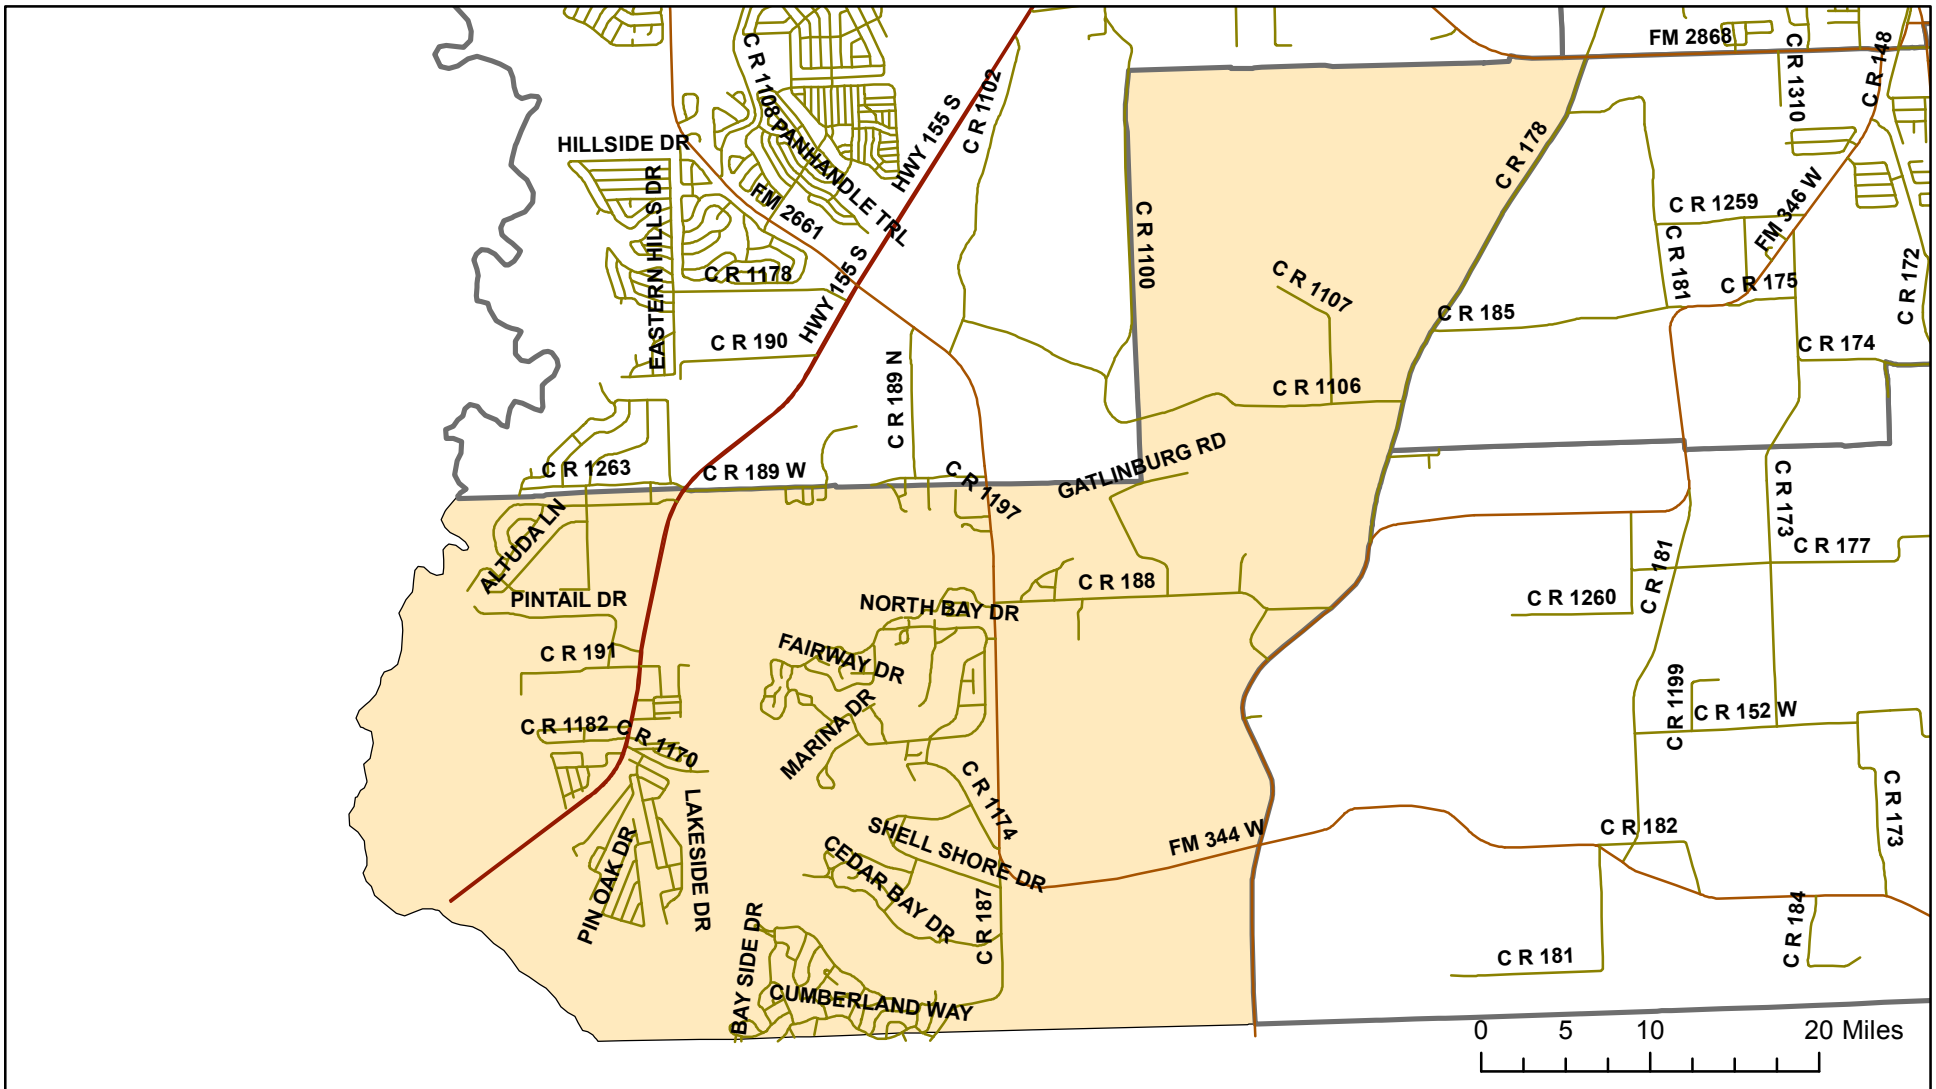 FM 2868
C R 1108
C R 1310
C R 148
HWY 155 S
C R 1102
HILLSIDE DR
PANHANDLE TRL
C R 178
EASTERN HILLS DR
FM 2661
C R 1100
C R 1259
FM 346 W
C R 181
C R 172
C R 1178
HWY 155 S
C R 1107
C R 175
C R 185
C R 190
C R 174
C R 189 N
C R 1106
C R 1263
C R 189 W
C R 1197
GATLINBURG RD
C R 173
ALTUDA LN
C R 177
C R 181
PINTAIL DR
NORTH BAY DR
C R 188
C R 1260
C R 191
FAIRWAY DR
C R 1199
C R 1182
C R 1170
MARINA DR
C R 152 W
C R 1174
C R 173
LAKESIDE DR
PIN OAK DR
SHELL SHORE DR
FM 344 W
C R 182
CEDAR BAY DR
C R 187
C R 184
BAY SIDE DR
C R 181
CUMBERLAND WAY
0 5 10 20 Miles